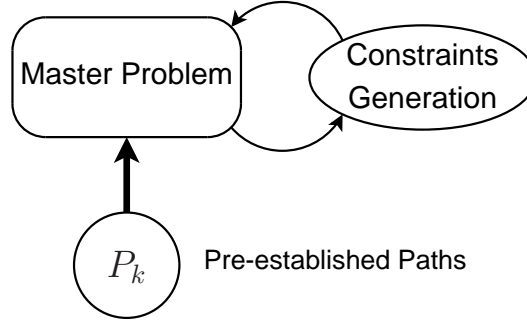 Master Problem
Constraints
Generation
P_k
Pre-established Paths